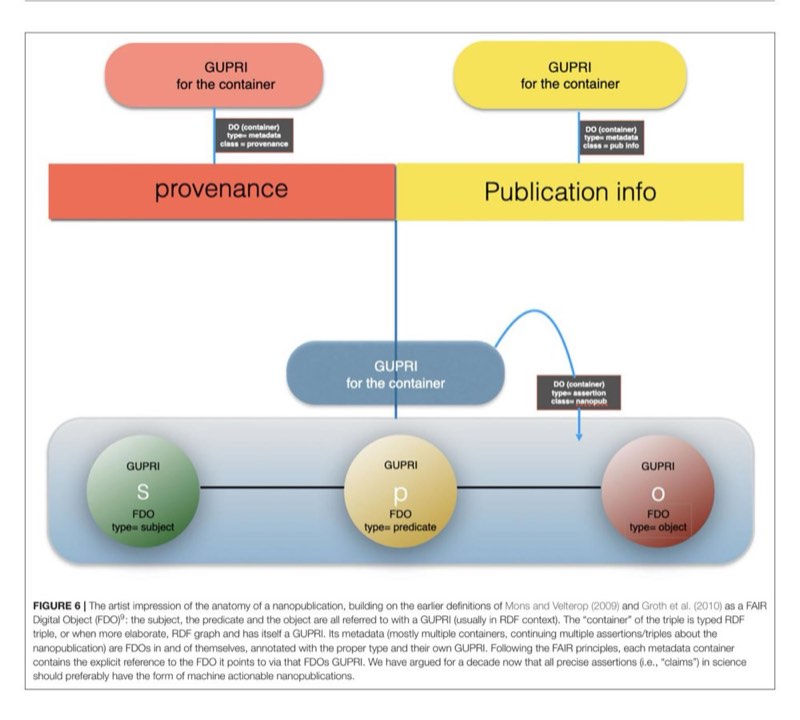 GUPRI
for the container
GUPRI
for the container
DO (container)
type= metadata
class = provenance
DO (container)
type= metadata
class = pub info
provenance
Publication info
GUPRI
for the container
DO (container)
type= assertion
class= nanopub
GUPRI
s
FDO
type= subject
GUPRI
p
FDO
type= predicate
GUPRI
o
FDO
type= object
FIGURE 6 | The artist impression of the anatomy of a nanopublication, building on the earlier definitions of Mons and Velterop (2009) and Groth et al. (2010) as a FAIR
Digital Object (FDO)⁹: the subject, the predicate and the object are all referred to with a GUPRI (usually in RDF context). The "container" of the triple is typed RDF
triple, or when more elaborate, RDF graph and has itself a GUPRI. Its metadata (mostly multiple containers, continuing multiple assertions/triples about the
nanopublication) are FDOs in and of themselves, annotated with the proper type and their own GUPRI. Following the FAIR principles, each metadata container
contains the explicit reference to the FDO it points to via that FDOs GUPRI. We have argued for a decade now that all precise assertions (i.e., "claims") in science
should preferably have the form of machine actionable nanopublications.